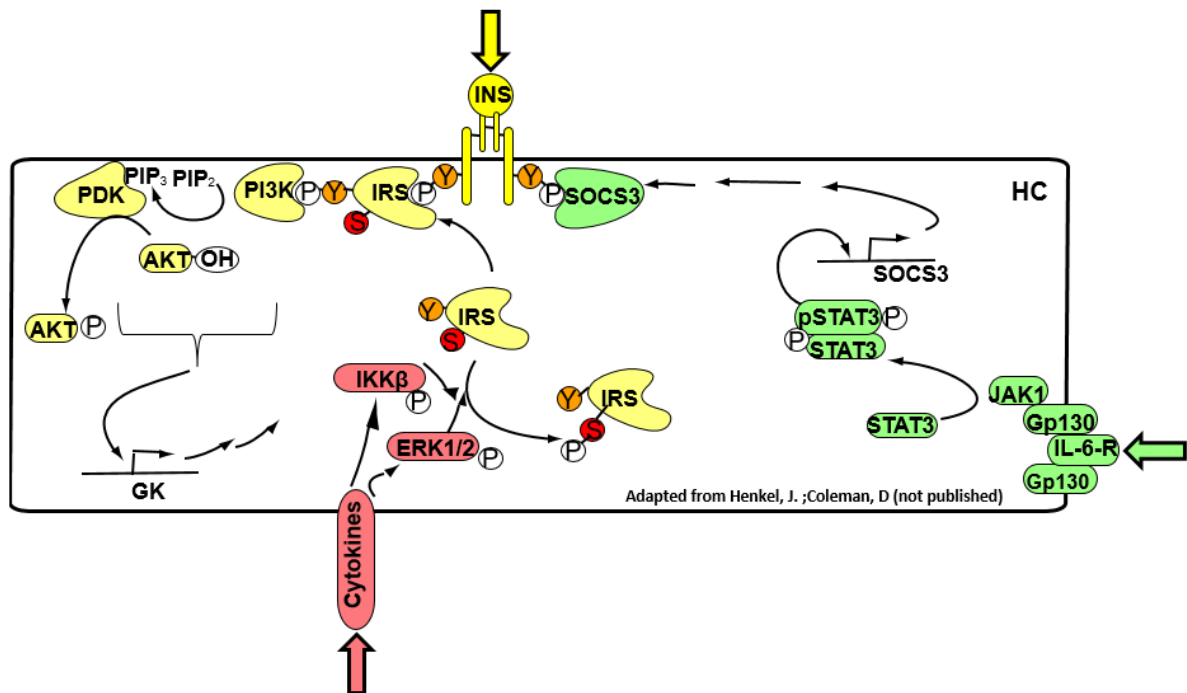 INS
PIP3 PIP2
PDK
PI3K
P
Y
IRS
P
Y
Y
P
SOCS3
HC
S
AKT
OH
SOCS3
AKT
P
Y
IRS
S
pSTAT3
P
P
STAT3
IKKβ
P
Y
IRS
JAK1
Gp130
STAT3
S
P
ERK1/2
P
IL-6-R
Gp130
GK
Adapted from Henkel, J. ;Coleman, D (not published)
Cytokines